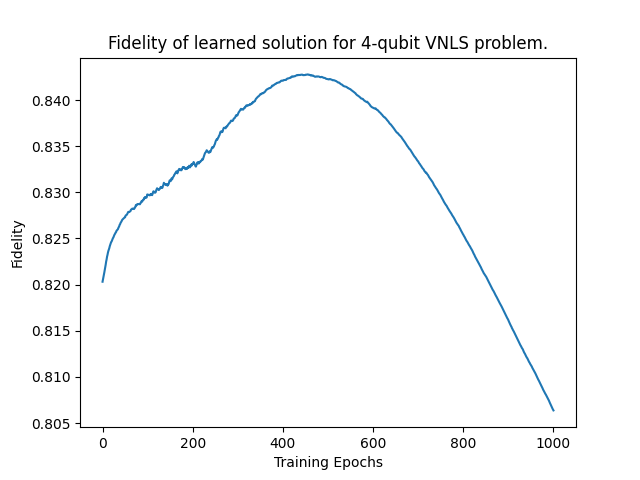 Fidelity of learned solution for 4-qubit VNLS problem.
0.840
0.835
0.830
0.825
0.820
0.815
0.810
0.805
Fidelity
0 200 400 600 800 1000
Training Epochs